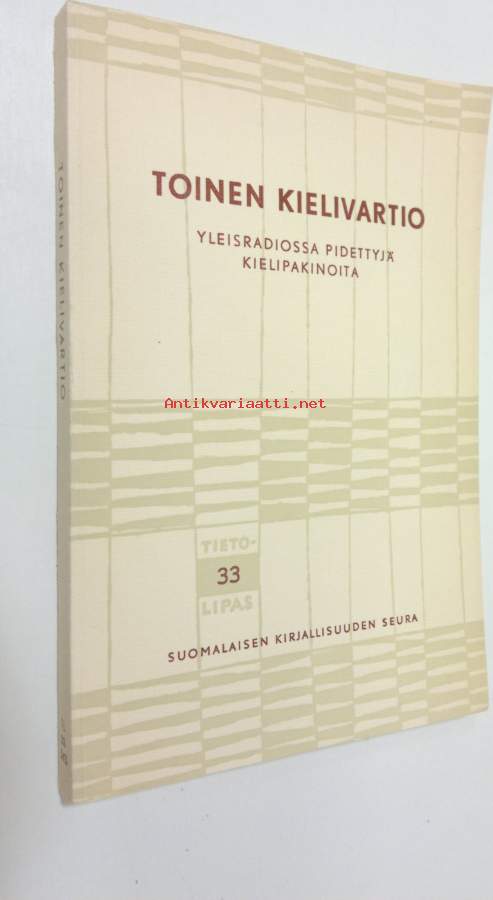 TOINEN KIELIVARTIO
YLEISRADIOSSA PIDETTYJÄ
KIELIPAKINOITA
Antikvariaatti.net
TIETO-
33
LIPAS
SUOMALAISEN KIRJALLISUUDEN SEURA
TOINEN KIELIVARTIO